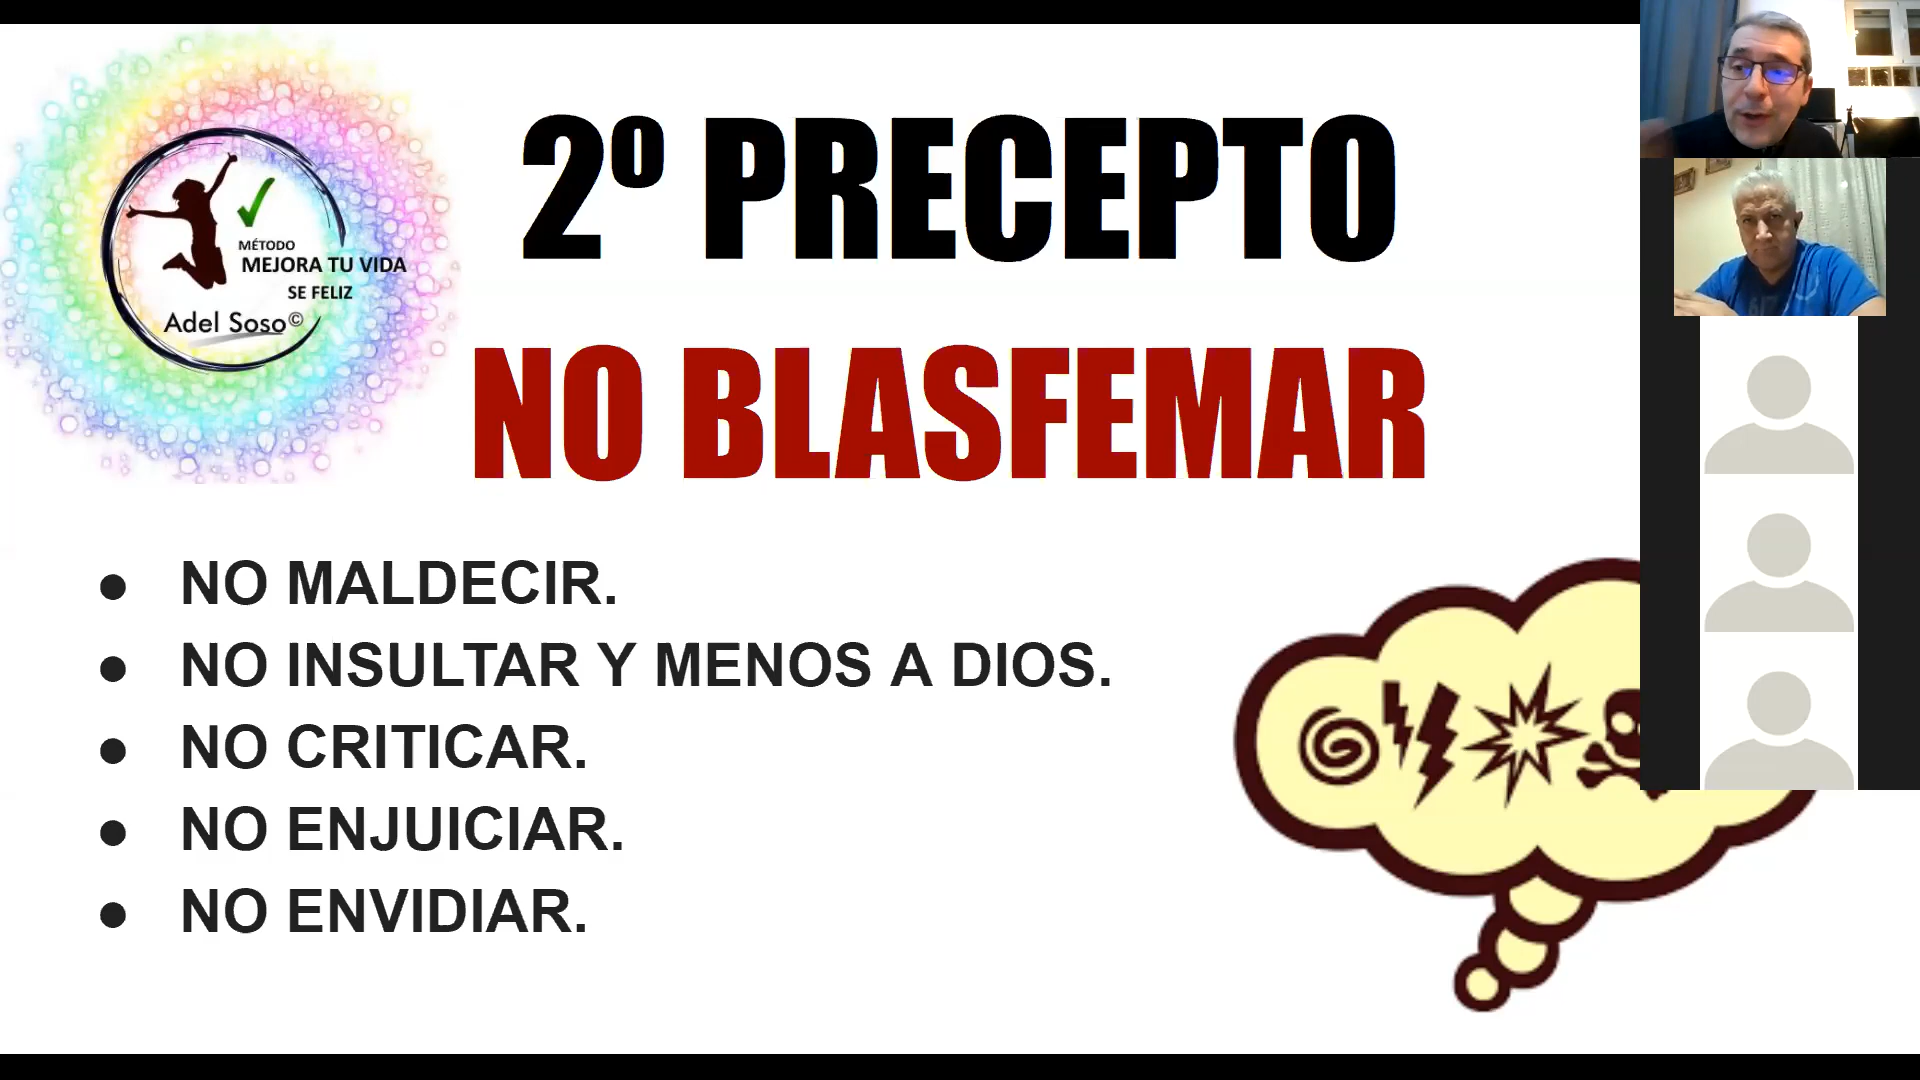 MÉTODO
MEJORA TU VIDA
SE FELIZ
Adel Soso©
2º PRECEPTO
NO BLASFEMAR
● NO MALDECIR.
● NO INSULTAR Y MENOS A DIOS.
● NO CRITICAR.
● NO ENJUICIAR.
● NO ENVIDIAR.